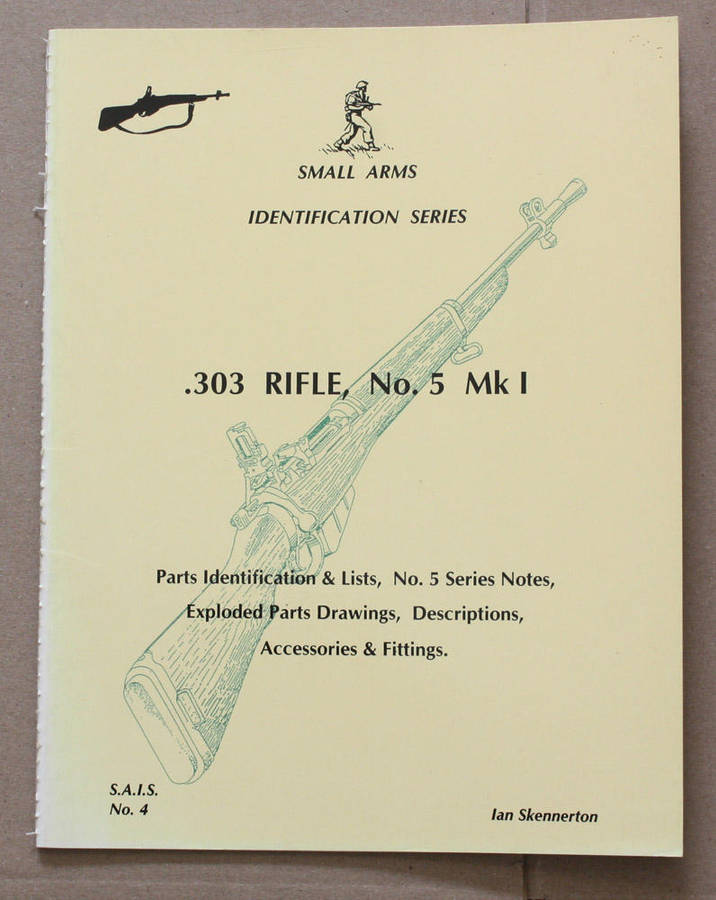 SMALL ARMS
IDENTIFICATION SERIES
.303 RIFLE, No. 5 Mk I
Parts Identification & Lists, No. 5 Series Notes,
Exploded Parts Drawings, Descriptions,
Accessories & Fittings.
S.A.I.S.
No. 4
Ian Skennerton